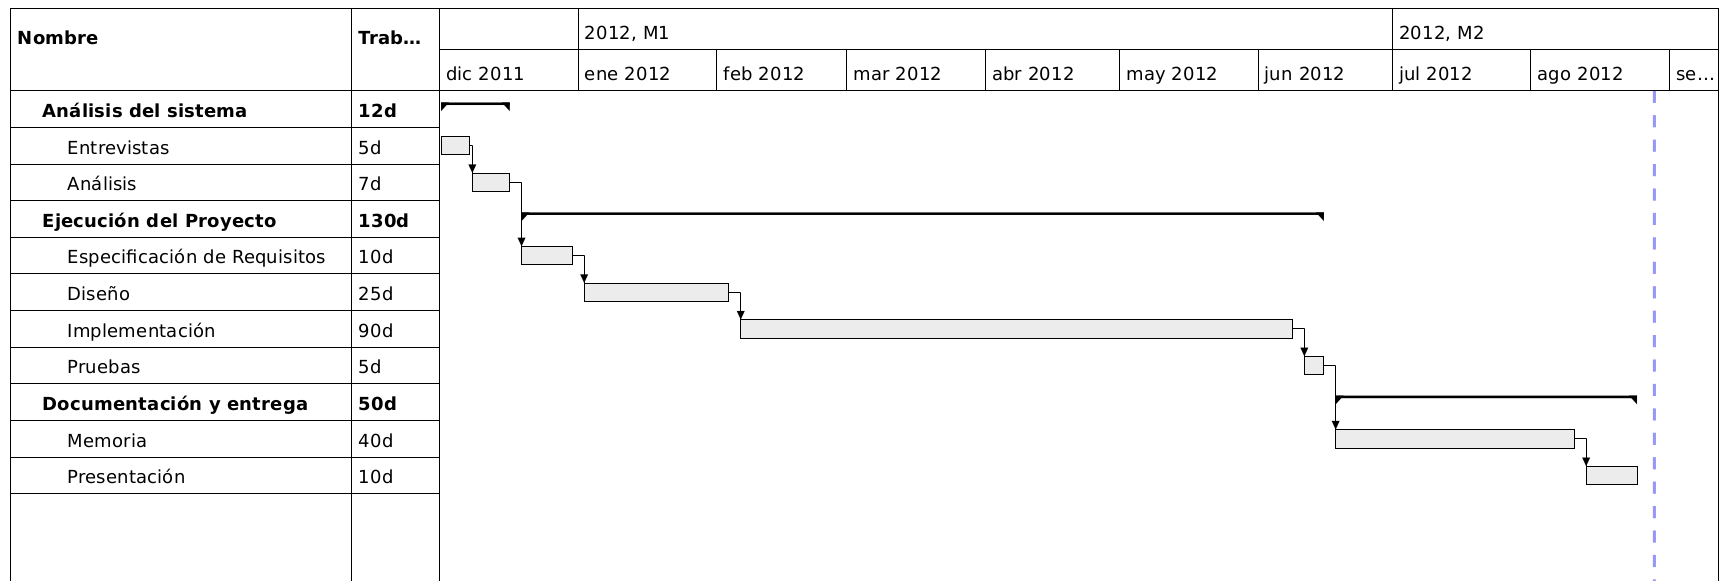 Nombre Trab...
2012, M1 2012, M2
dic 2011 ene 2012 feb 2012 mar 2012 abr 2012 may 2012 jun 2012 jul 2012 ago 2012 se...
Análisis del sistema 12d
Entrevistas 5d
Análisis 7d
Ejecución del Proyecto 130d
Especificación de Requisitos 10d
Diseño 25d
Implementación 90d
Pruebas 5d
Documentación y entrega 50d
Memoria 40d
Presentación 10d